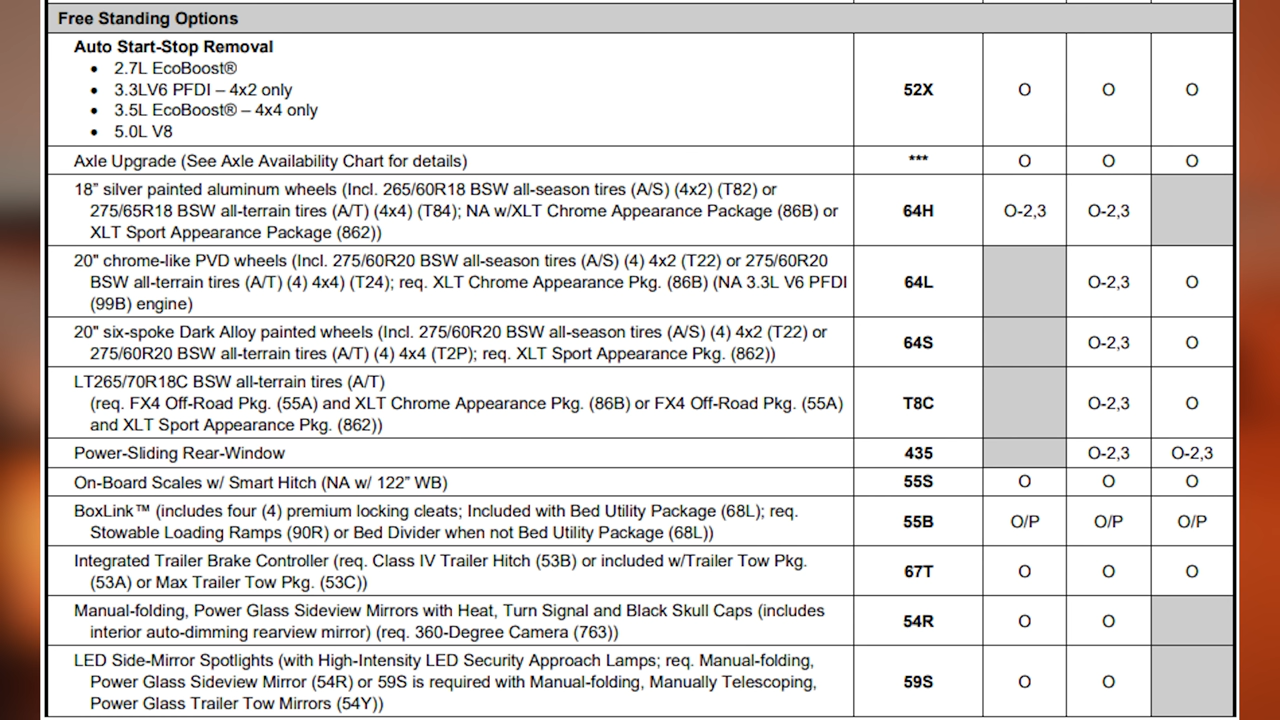 Free Standing Options
Auto Start-Stop Removal
• 2.7L EcoBoost®
• 3.3LV6 PFDI – 4x2 only
• 3.5L EcoBoost® – 4x4 only
• 5.0L V8
52X O O O
Axle Upgrade (See Axle Availability Chart for details) *** O O O
18” silver painted aluminum wheels (Incl. 265/60R18 BSW all-season tires (A/S) (4x2) (T82) or
275/65R18 BSW all-terrain tires (A/T) (4x4) (T84); NA w/XLT Chrome Appearance Package (86B) or
XLT Sport Appearance Package (862))
64H O-2,3 O-2,3
20" chrome-like PVD wheels (Incl. 275/60R20 BSW all-season tires (A/S) (4) 4x2 (T22) or 275/60R20
BSW all-terrain tires (A/T) (4) 4x4) (T24); req. XLT Chrome Appearance Pkg. (86B) (NA 3.3L V6 PFDI
(99B) engine)
64L O-2,3 O
20" six-spoke Dark Alloy painted wheels (Incl. 275/60R20 BSW all-season tires (A/S) (4) 4x2 (T22) or
275/60R20 BSW all-terrain tires (A/T) (4) 4x4 (T2P); req. XLT Sport Appearance Pkg. (862))
64S O-2,3 O
LT265/70R18C BSW all-terrain tires (A/T)
(req. FX4 Off-Road Pkg. (55A) and XLT Chrome Appearance Pkg. (86B) or FX4 Off-Road Pkg. (55A)
and XLT Sport Appearance Pkg. (862))
T8C O-2,3 O
Power-Sliding Rear-Window 435 O-2,3 O-2,3
On-Board Scales w/ Smart Hitch (NA w/ 122” WB) 55S O O O
BoxLink™ (includes four (4) premium locking cleats; Included with Bed Utility Package (68L); req.
Stowable Loading Ramps (90R) or Bed Divider when not Bed Utility Package (68L))
55B O/P O/P O/P
Integrated Trailer Brake Controller (req. Class IV Trailer Hitch (53B) or included w/Trailer Tow Pkg.
(53A) or Max Trailer Tow Pkg. (53C))
67T O O O
Manual-folding, Power Glass Sideview Mirrors with Heat, Turn Signal and Black Skull Caps (includes
interior auto-dimming rearview mirror) (req. 360-Degree Camera (763))
54R O O
LED Side-Mirror Spotlights (with High-Intensity LED Security Approach Lamps; req. Manual-folding,
Power Glass Sideview Mirror (54R) or 59S is required with Manual-folding, Manually Telescoping,
Power Glass Trailer Tow Mirrors (54Y))
59S O O